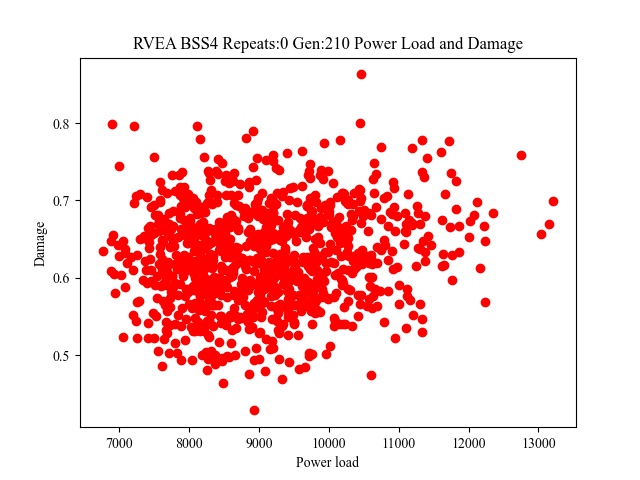 RVEA BSS4 Repeats:0 Gen:210 Power Load and Damage
0.8
0.7
0.6
0.5
Damage
7000 8000 9000 10000 11000 12000 13000
Power load